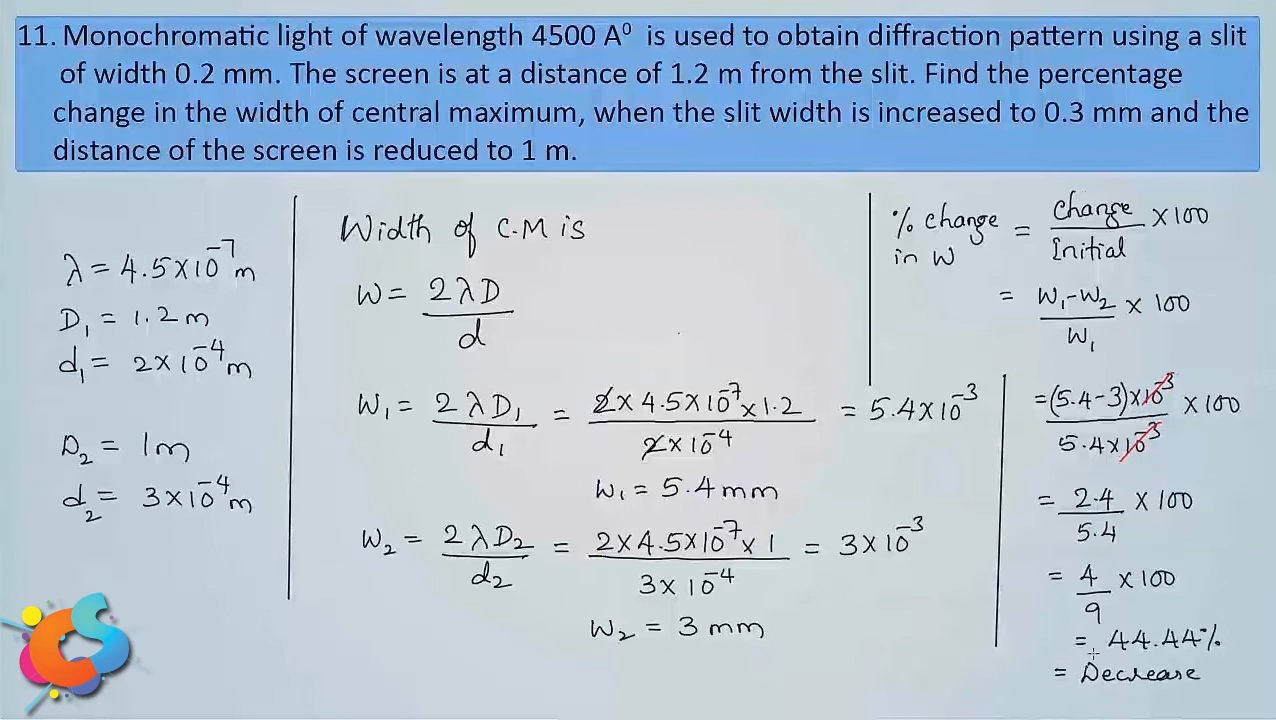 11. Monochromatic light of wavelength 4500 A⁰ is used to obtain diffraction pattern using a slit
of width 0.2 mm. The screen is at a distance of 1.2 m from the slit. Find the percentage
change in the width of central maximum, when the slit width is increased to 0.3 mm and the
distance of the screen is reduced to 1 m.
λ = 4.5×10⁻⁷ m
D₁ = 1.2 m
d₁ = 2×10⁻⁴ m
D₂ = 1m
d₂ = 3×10⁻⁴ m
Width of C.M is
W = 2λD / d
W₁ = 2λD₁ / d₁ = 2×4.5×10⁻⁷×1.2 / 2×10⁻⁴ = 5.4×10⁻³
W₁ = 5.4 mm
W₂ = 2λD₂ / d₂ = 2×4.5×10⁻⁷×1 / 3×10⁻⁴ = 3×10⁻³
W₂ = 3 mm
% change in W = change / Initial ×100
= W₁-W₂ / W₁ × 100
= (5.4-3)×10⁻³ / 5.4×10⁻³ ×100
= 2.4 / 5.4 ×100
= 4 / 9 ×100
= 44.44%
= Decrease
CS